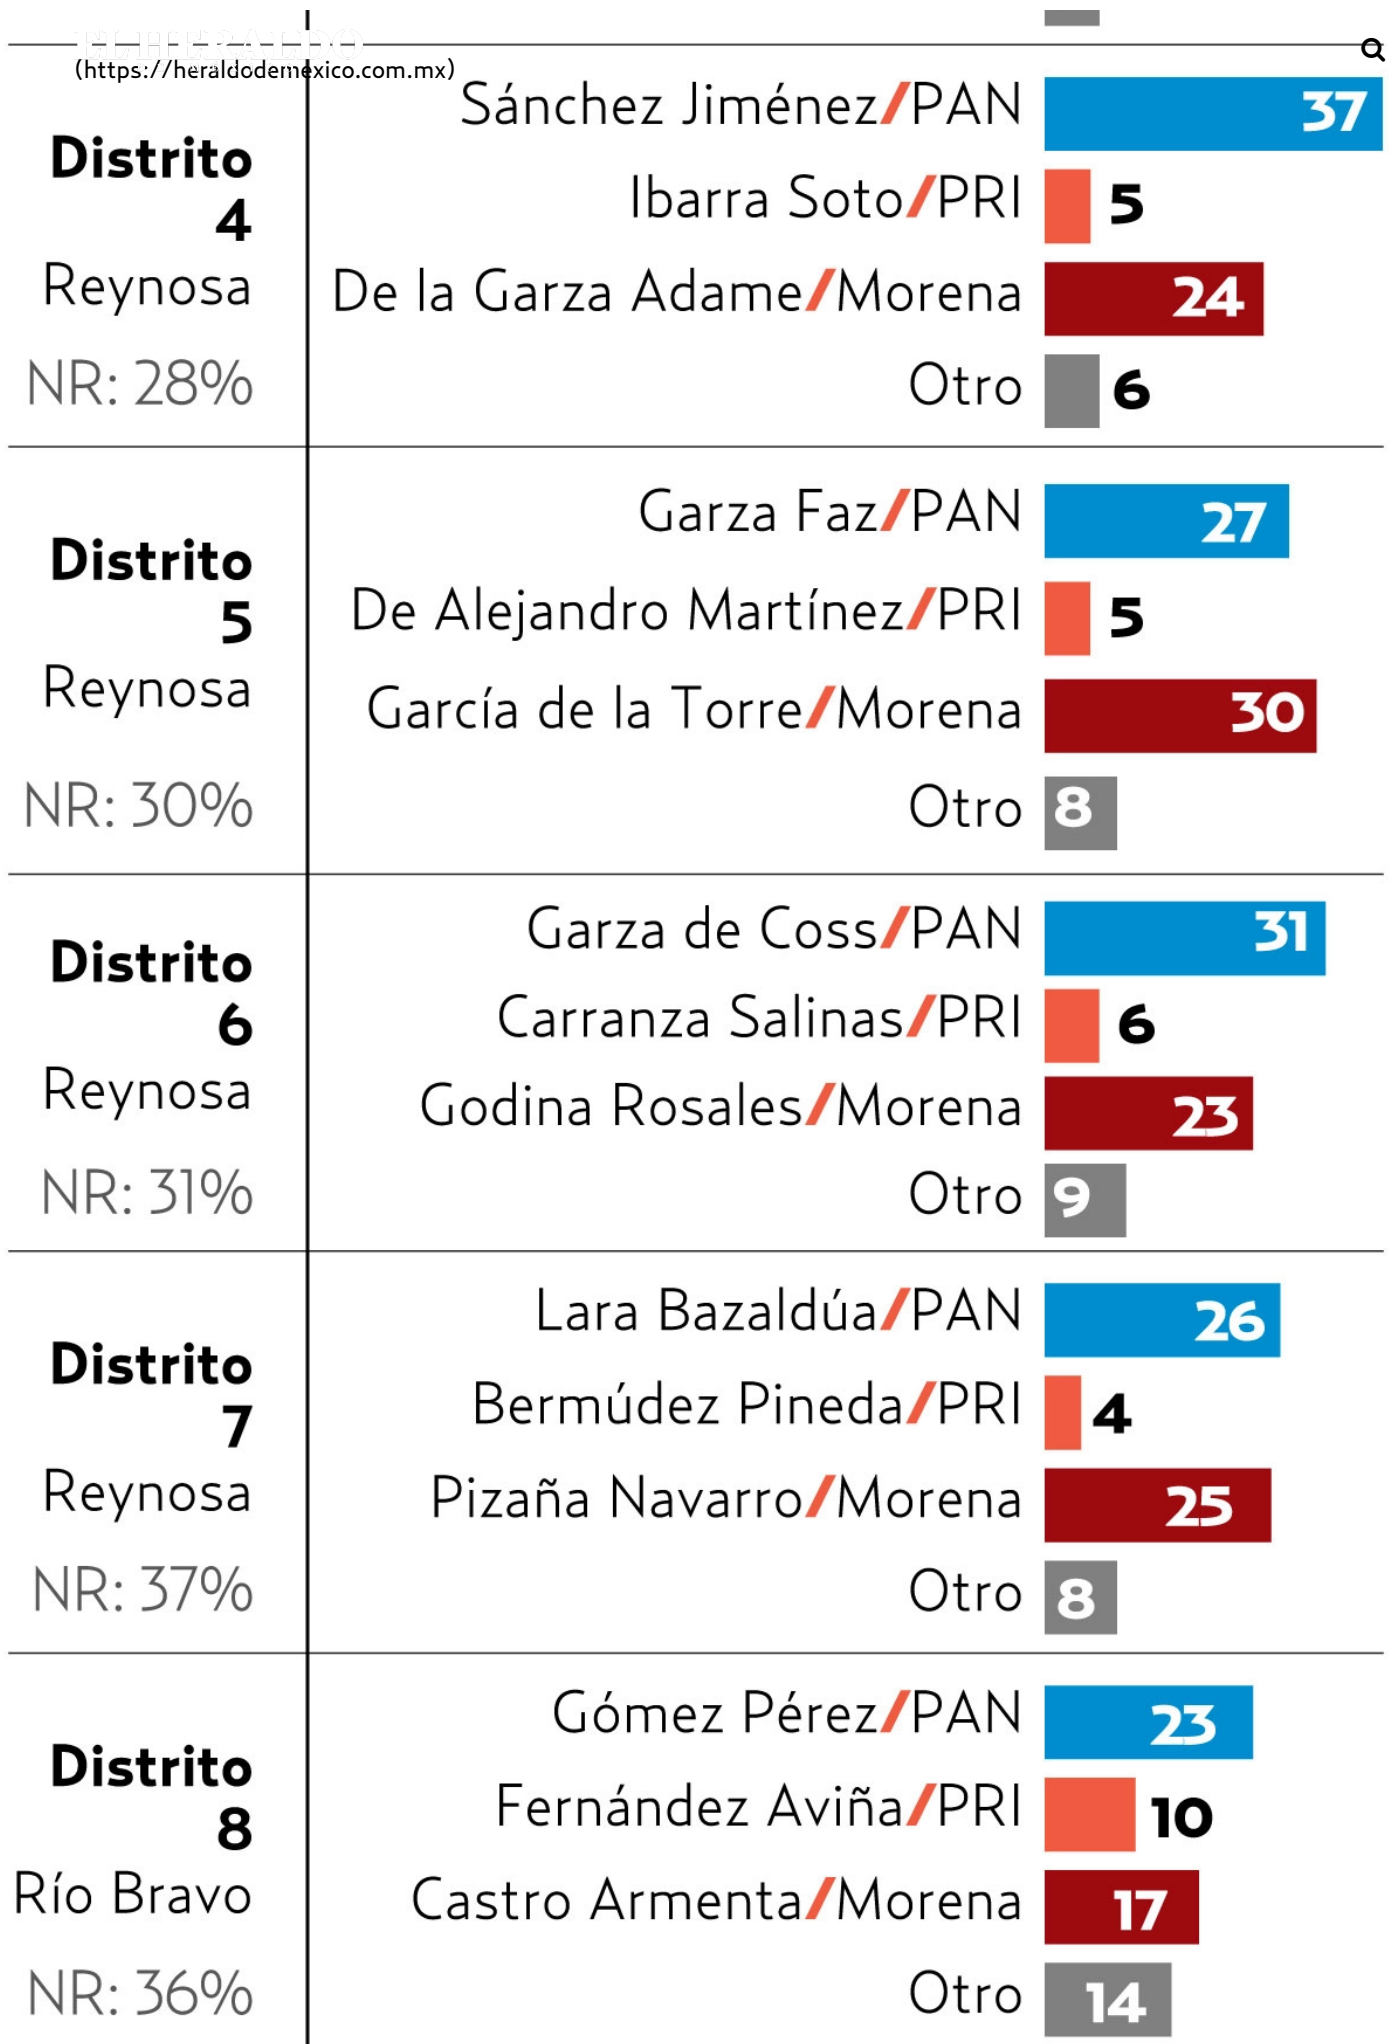 EL HERALDO
(https://heraldodemexico.com.mx)
Distrito
4
Reynosa
NR: 28%
Sánchez Jiménez/PAN 37
Ibarra Soto/PRI 5
De la Garza Adame/Morena 24
Otro 6
Distrito
5
Reynosa
NR: 30%
Garza Faz/PAN 27
De Alejandro Martínez/PRI 5
García de la Torre/Morena 30
Otro 8
Distrito
6
Reynosa
NR: 31%
Garza de Coss/PAN 31
Carranza Salinas/PRI 6
Godina Rosales/Morena 23
Otro 9
Distrito
7
Reynosa
NR: 37%
Lara Bazaldúa/PAN 26
Bermúdez Pineda/PRI 4
Pizaña Navarro/Morena 25
Otro 8
Distrito
8
Río Bravo
NR: 36%
Gómez Pérez/PAN 23
Fernández Aviña/PRI 10
Castro Armenta/Morena 17
Otro 14